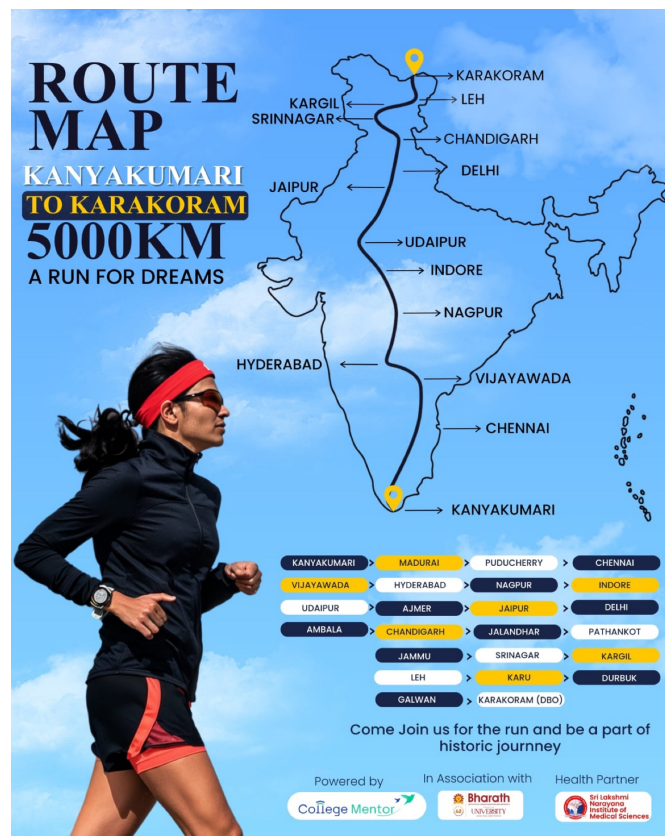 ROUTE
MAP
KANYAKUMARI
TO KARAKORAM
5000KM
A RUN FOR DREAMS
KARAKORAM
LEH
KARGIL
SRINNAGAR
CHANDIGARH
DELHI
JAIPUR
UDAIPUR
INDORE
NAGPUR
HYDERABAD
VIJAYAWADA
CHENNAI
KANYAKUMARI
KANYAKUMARI > MADURAI > PUDUCHERRY > CHENNAI
VIJAYAWADA > HYDERABAD > NAGPUR > INDORE
UDAIPUR > AJMER > JAIPUR > DELHI
AMBALA > CHANDIGARH > JALANDHAR > PATHANKOT
JAMMU > SRINAGAR > KARGIL
LEH > KARU > DURBUK
GALWAN > KARAKORAM (DBO)
Come Join us for the run and be a part of
historic journney
Powered by
College Mentor
In Association with
Bharath
UNIVERSITY
Health Partner
Sri Lakshmi
Narayana
Institute of
Medical Sciences